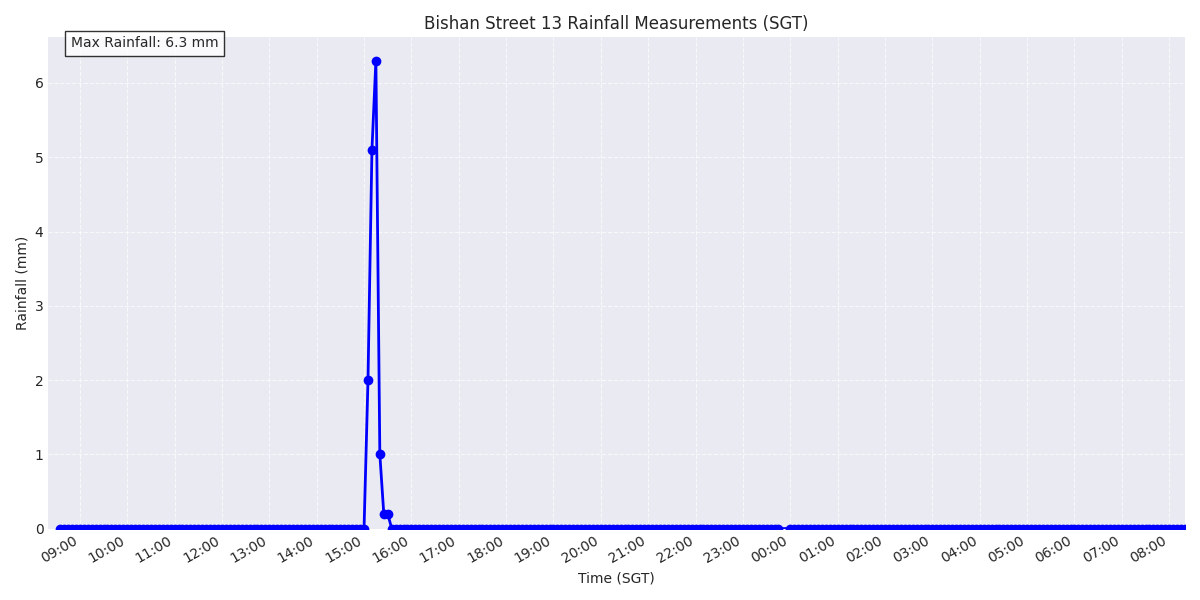 Bishan Street 13 Rainfall Measurements (SGT)
Max Rainfall: 6.3 mm
6
5
4
3
2
1
0
Rainfall (mm)
09:00 10:00 11:00 12:00 13:00 14:00 15:00 16:00 17:00 18:00 19:00 20:00 21:00 22:00 23:00 00:00 01:00 02:00 03:00 04:00 05:00 06:00 07:00 08:00
Time (SGT)